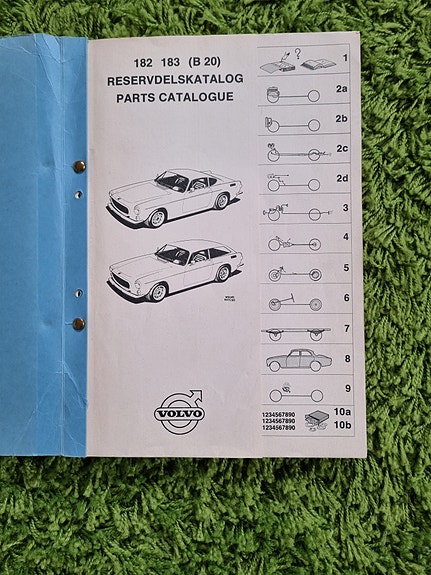 182 183 (B 20)
RESERVDELSKATALOG
PARTS CATALOGUE
VOLVO
?
1
2a
2b
2c
2d
3
4
5
6
7
8
9
1234567890
1234567890
1234567890
10a
10b